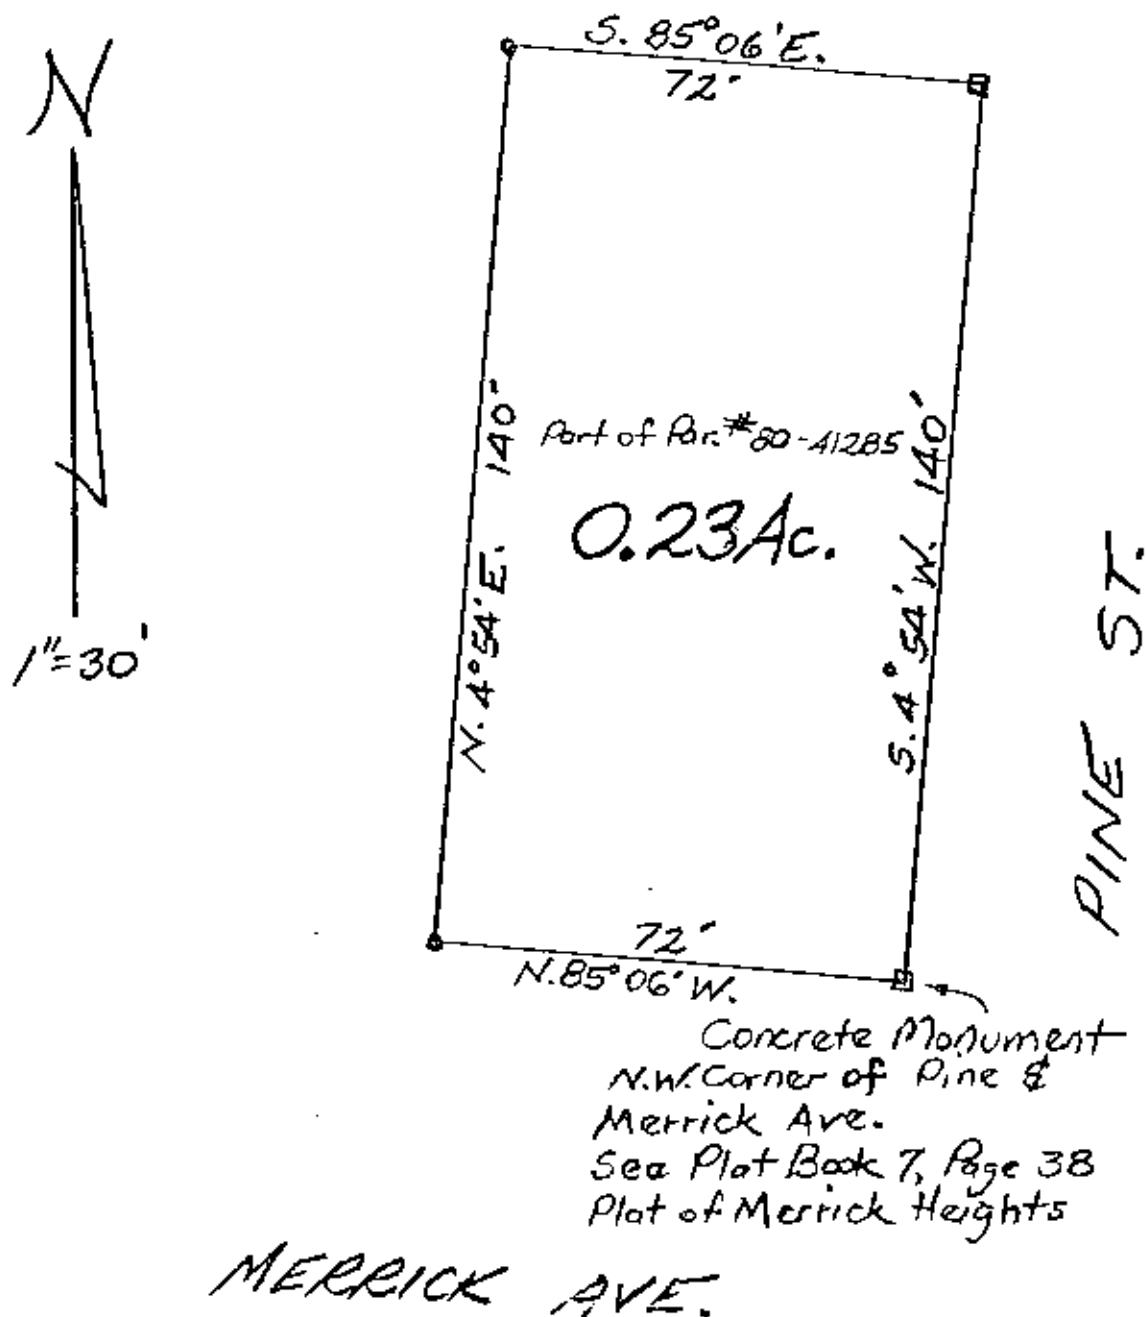 N
1"=30'
S. 85°06'E.
72'
N. 4°54'E. 140'
Part of Par. #80-41285
0.23Ac.
S. 4°54'W. 140'
PINE ST.
72'
N.85°06'W.
Concrete Monument
N.W. Corner of Pine &
Merrick Ave.
See Plat Book 7, Page 38
Plat of Merrick Heights
MERRICK AVE.